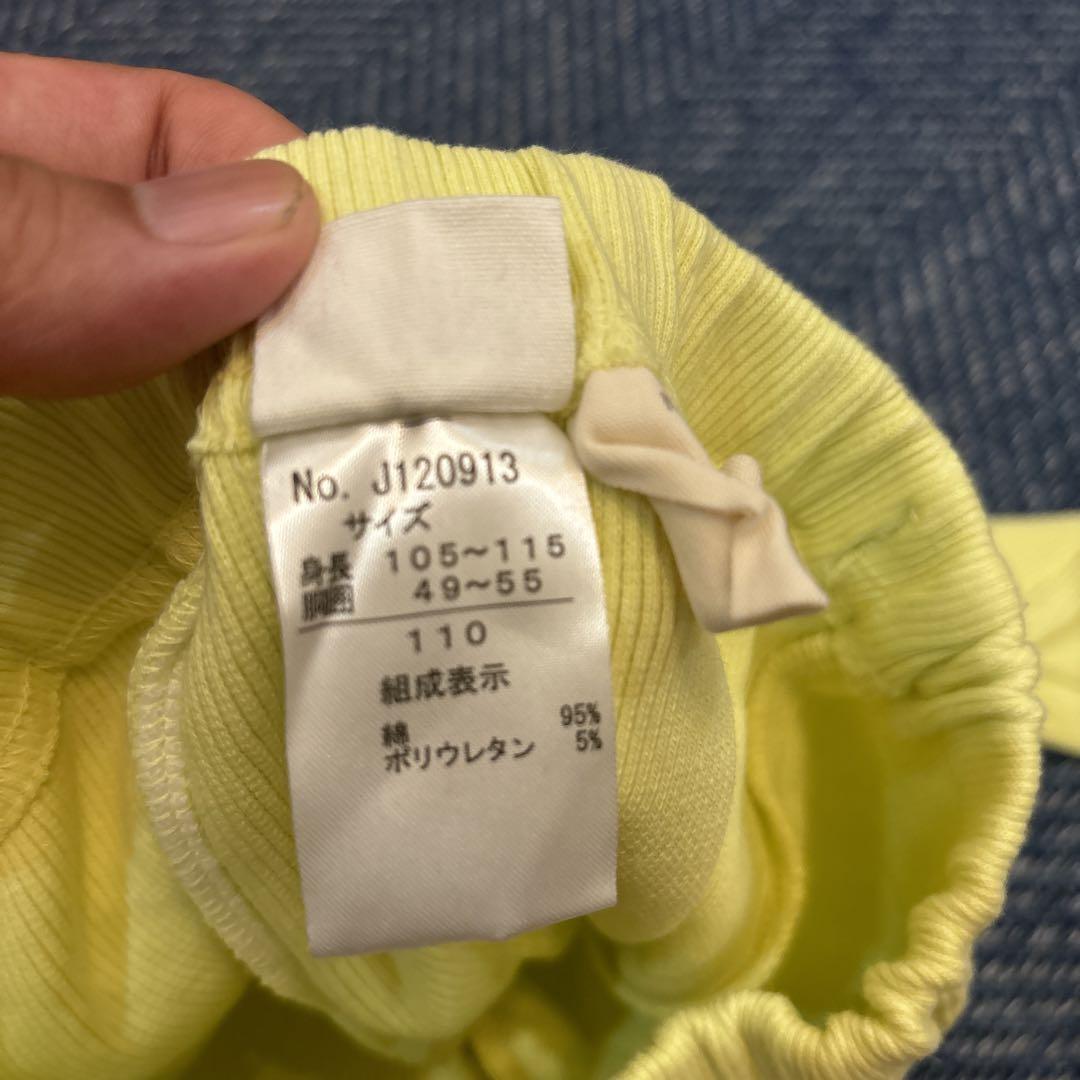 No. J120913
サイズ
身長 105～115
胸囲 49～55
110
組成表示
綿 95%
ポリウレタン 5%